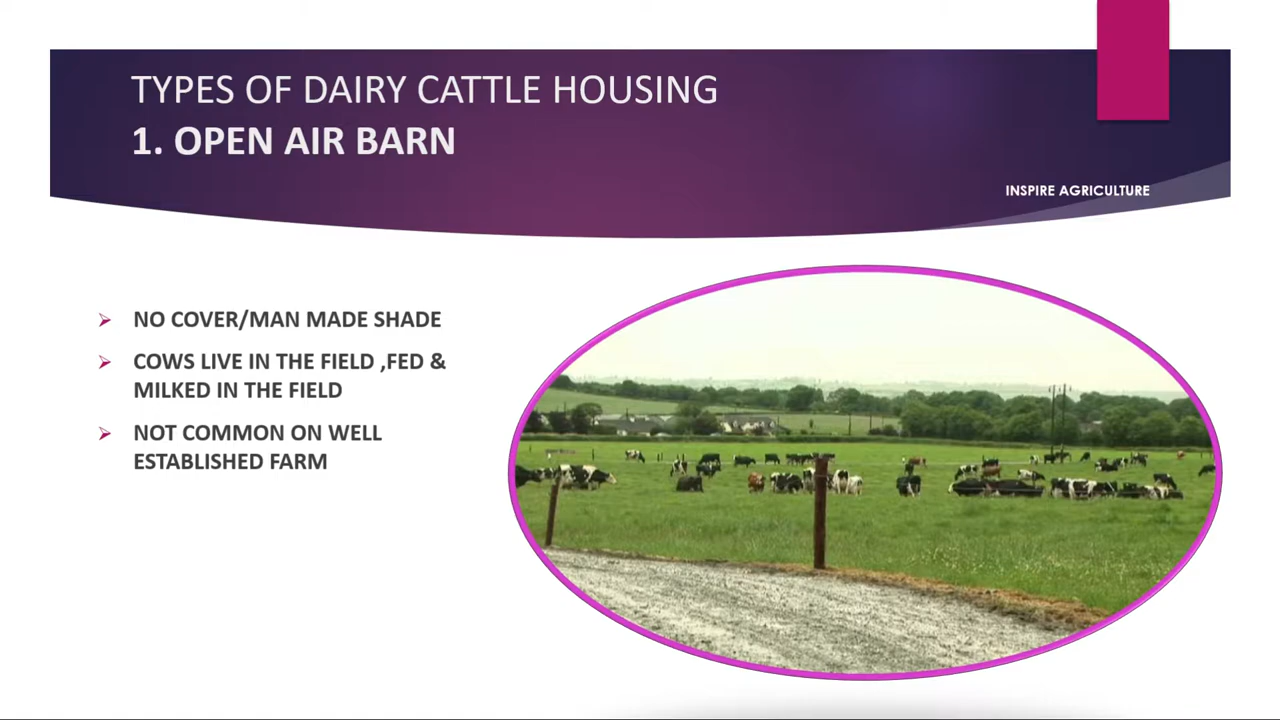 TYPES OF DAIRY CATTLE HOUSING
1. OPEN AIR BARN
INSPIRE AGRICULTURE
NO COVER/MAN MADE SHADE
COWS LIVE IN THE FIELD ,FED &
MILKED IN THE FIELD
NOT COMMON ON WELL
ESTABLISHED FARM